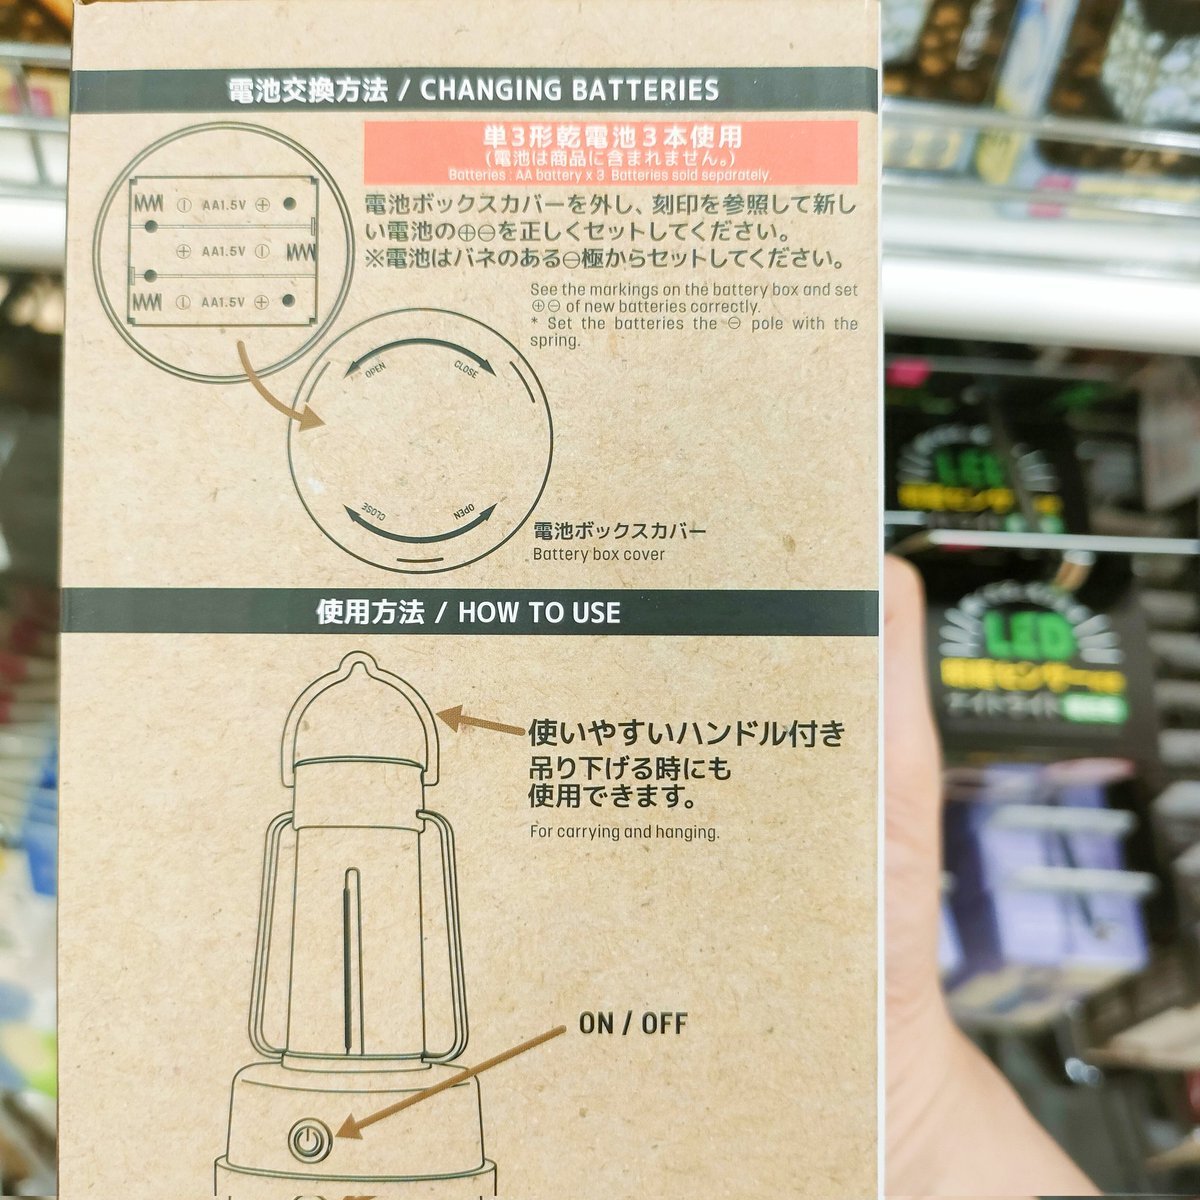 電池交換方法 / CHANGING BATTERIES
単3形乾電池3本使用
(電池は商品に含まれません。)
Batteries : AA battery x 3 Batteries sold separately.
AA1.5V
AA1.5V
AA1.5V
電池ボックスカバーを外し、刻印を参照して新し
い電池の⊕⊖を正しくセットしてください。
※電池はバネのある⊖極からセットしてください。
See the markings on the battery box and set
⊕⊖ of new batteries correctly.
* Set the batteries the ⊖ pole with the
spring.
OPEN
CLOSE
CLOSE
OPEN
電池ボックスカバー
Battery box cover
使用方法 / HOW TO USE
使いやすいハンドル付き
吊り下げる時にも
使用できます。
For carrying and hanging.
ON / OFF
LED
LED
ナイトライト